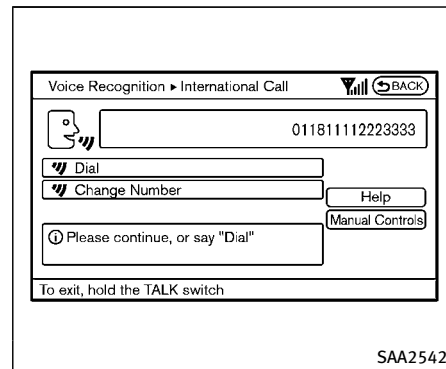 Voice Recognition ▸ International Call BACK
011811112223333
Dial
Change Number
Help
Manual Controls
Please continue, or say "Dial"
To exit, hold the TALK switch
SAA2542